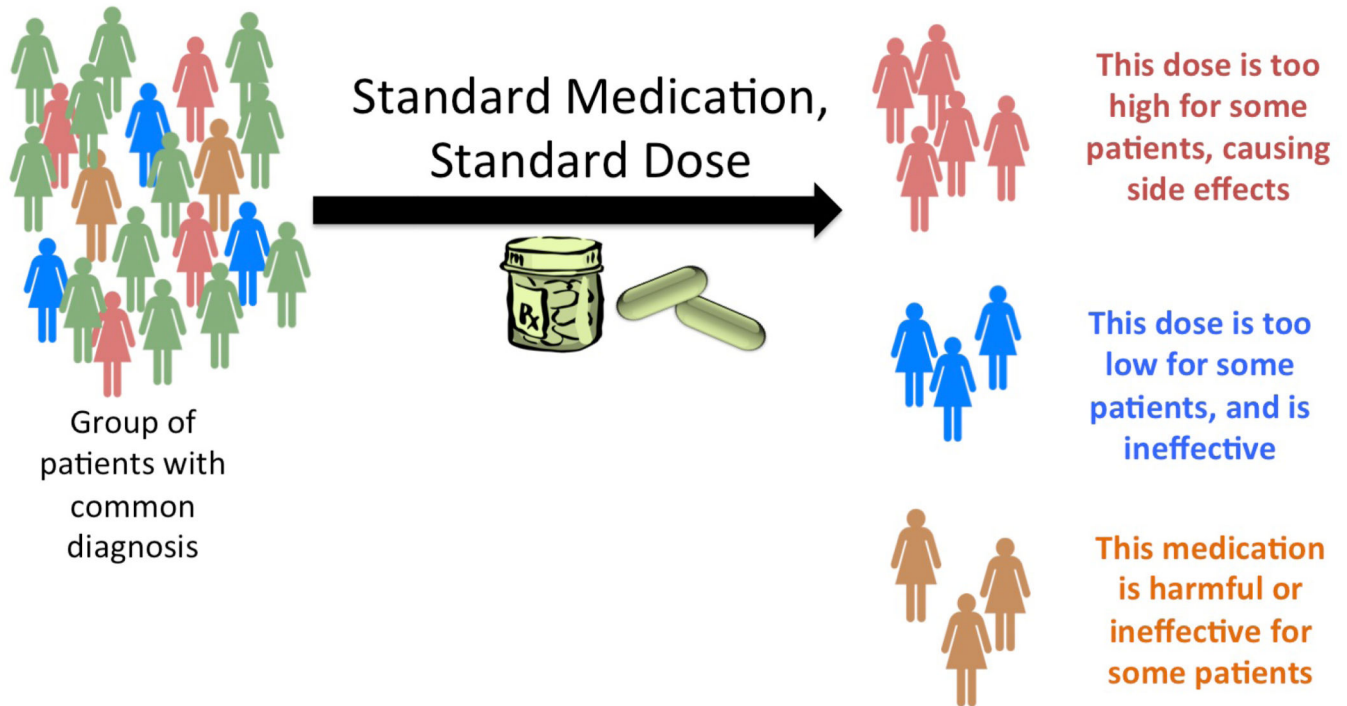 Standard Medication,
Standard Dose
Rx
Group of
patients with
common
diagnosis
This dose is too
high for some
patients, causing
side effects
This dose is too
low for some
patients, and is
ineffective
This medication
is harmful or
ineffective for
some patients